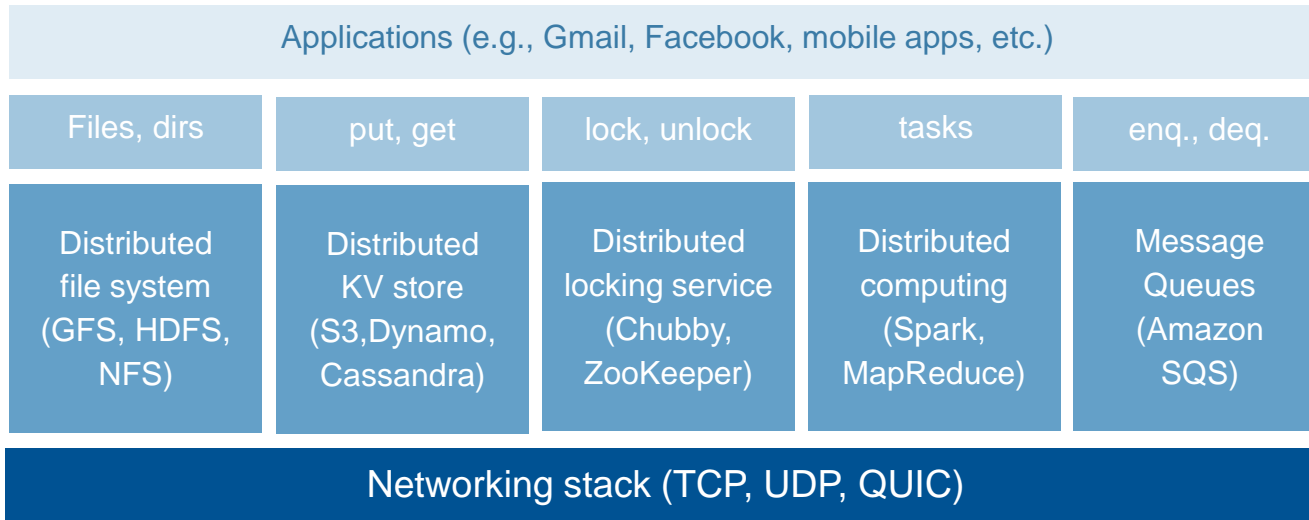 Applications (e.g., Gmail, Facebook, mobile apps, etc.)
Files, dirs
put, get
lock, unlock
tasks
enq., deq.
Distributed
file system
(GFS, HDFS,
NFS)
Distributed
KV store
(S3,Dynamo,
Cassandra)
Distributed
locking service
(Chubby,
ZooKeeper)
Distributed
computing
(Spark,
MapReduce)
Message
Queues
(Amazon
SQS)
Networking stack (TCP, UDP, QUIC)